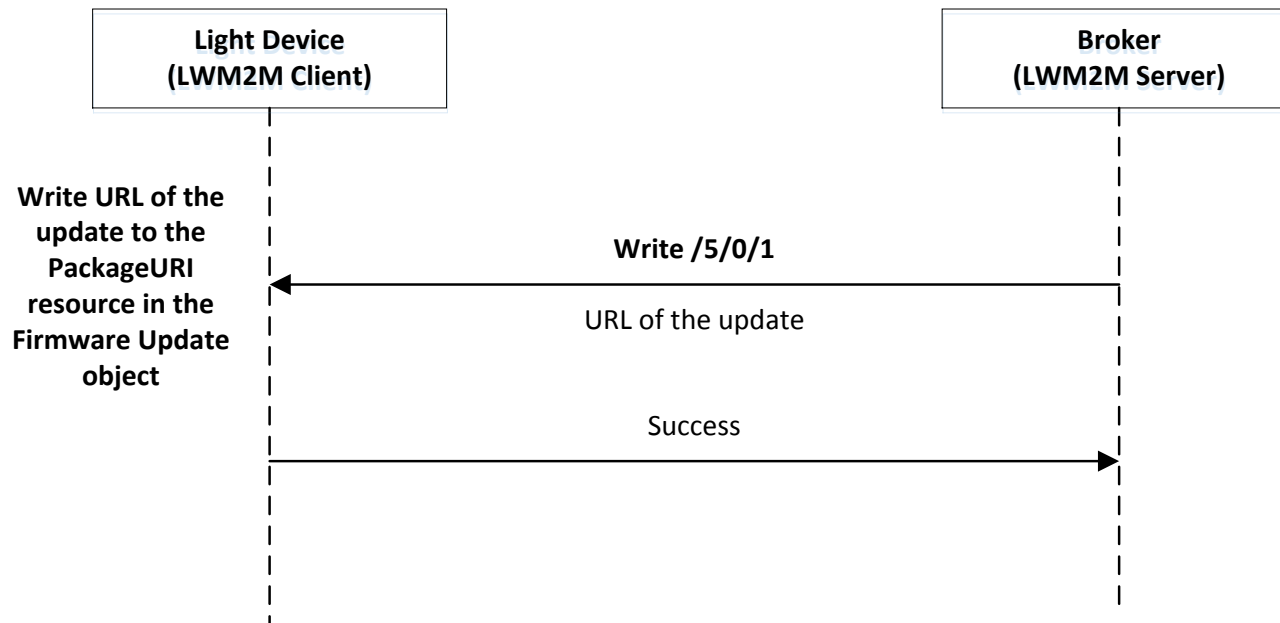 Light Device
(LWM2M Client)
Broker
(LWM2M Server)
Write URL of the
update to the
PackageURI
resource in the
Firmware Update
object
Write /5/0/1
URL of the update
Success